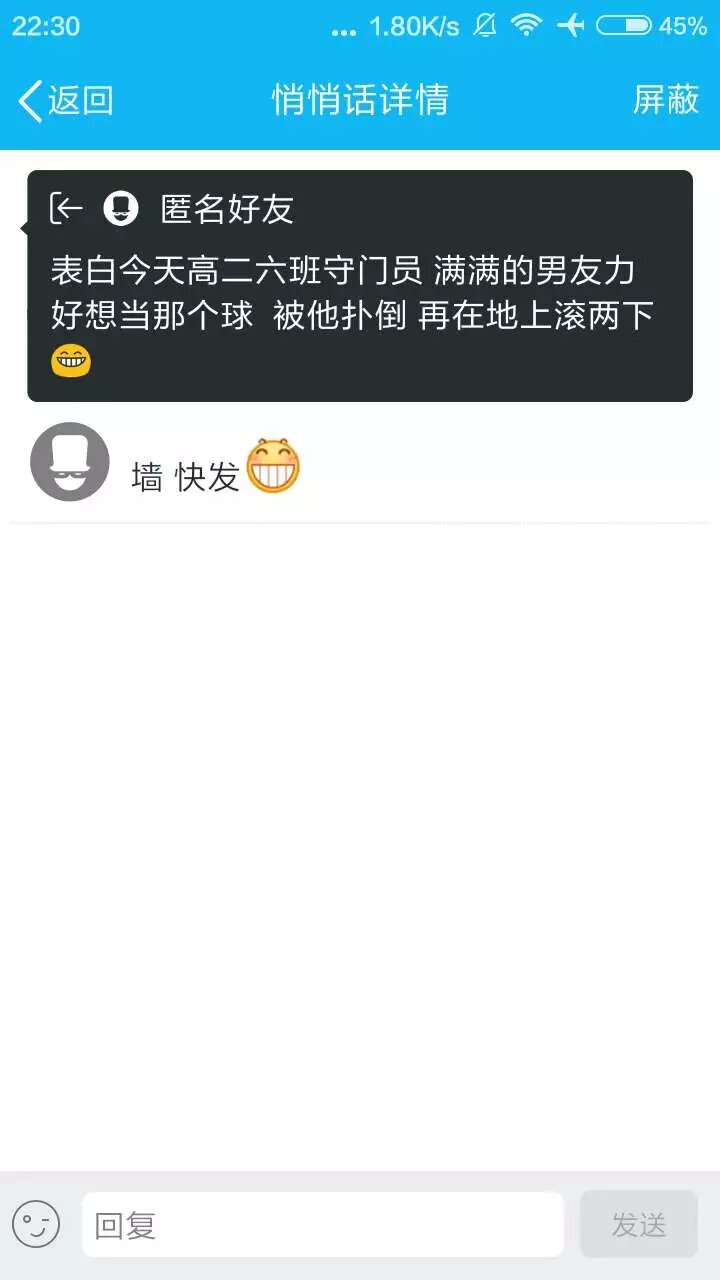 22:30 ... 1.80K/s 45%
返回 悄悄话详情 屏蔽
匿名好友
表白今天高二六班守门员 满满的男友力
好想当那个球 被他扑倒 再在地上滚两下
墙 快发
回复 发送